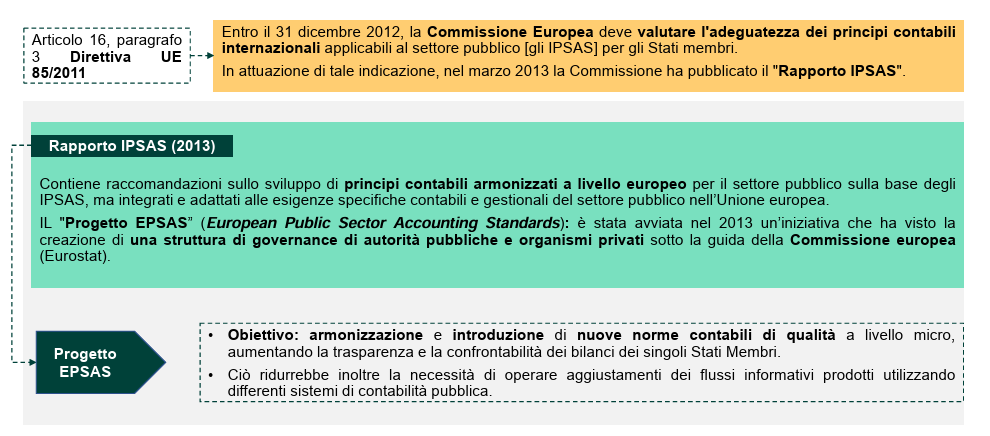 Articolo 16, paragrafo
3 Direttiva UE
85/2011
Entro il 31 dicembre 2012, la Commissione Europea deve valutare l'adeguatezza dei principi contabili
internazionali applicabili al settore pubblico [gli IPSAS] per gli Stati membri.
In attuazione di tale indicazione, nel marzo 2013 la Commissione ha pubblicato il "Rapporto IPSAS".
Rapporto IPSAS (2013)
Contiene raccomandazioni sullo sviluppo di principi contabili armonizzati a livello europeo per il settore pubblico sulla base degli
IPSAS, ma integrati e adattati alle esigenze specifiche contabili e gestionali del settore pubblico nell’Unione europea.
IL "Progetto EPSAS” (European Public Sector Accounting Standards): è stata avviata nel 2013 un’iniziativa che ha visto la
creazione di una struttura di governance di autorità pubbliche e organismi privati sotto la guida della Commissione europea
(Eurostat).
Progetto
EPSAS
• Obiettivo: armonizzazione e introduzione di nuove norme contabili di qualità a livello micro,
aumentando la trasparenza e la confrontabilità dei bilanci dei singoli Stati Membri.
• Ciò ridurrebbe inoltre la necessità di operare aggiustamenti dei flussi informativi prodotti utilizzando
differenti sistemi di contabilità pubblica.